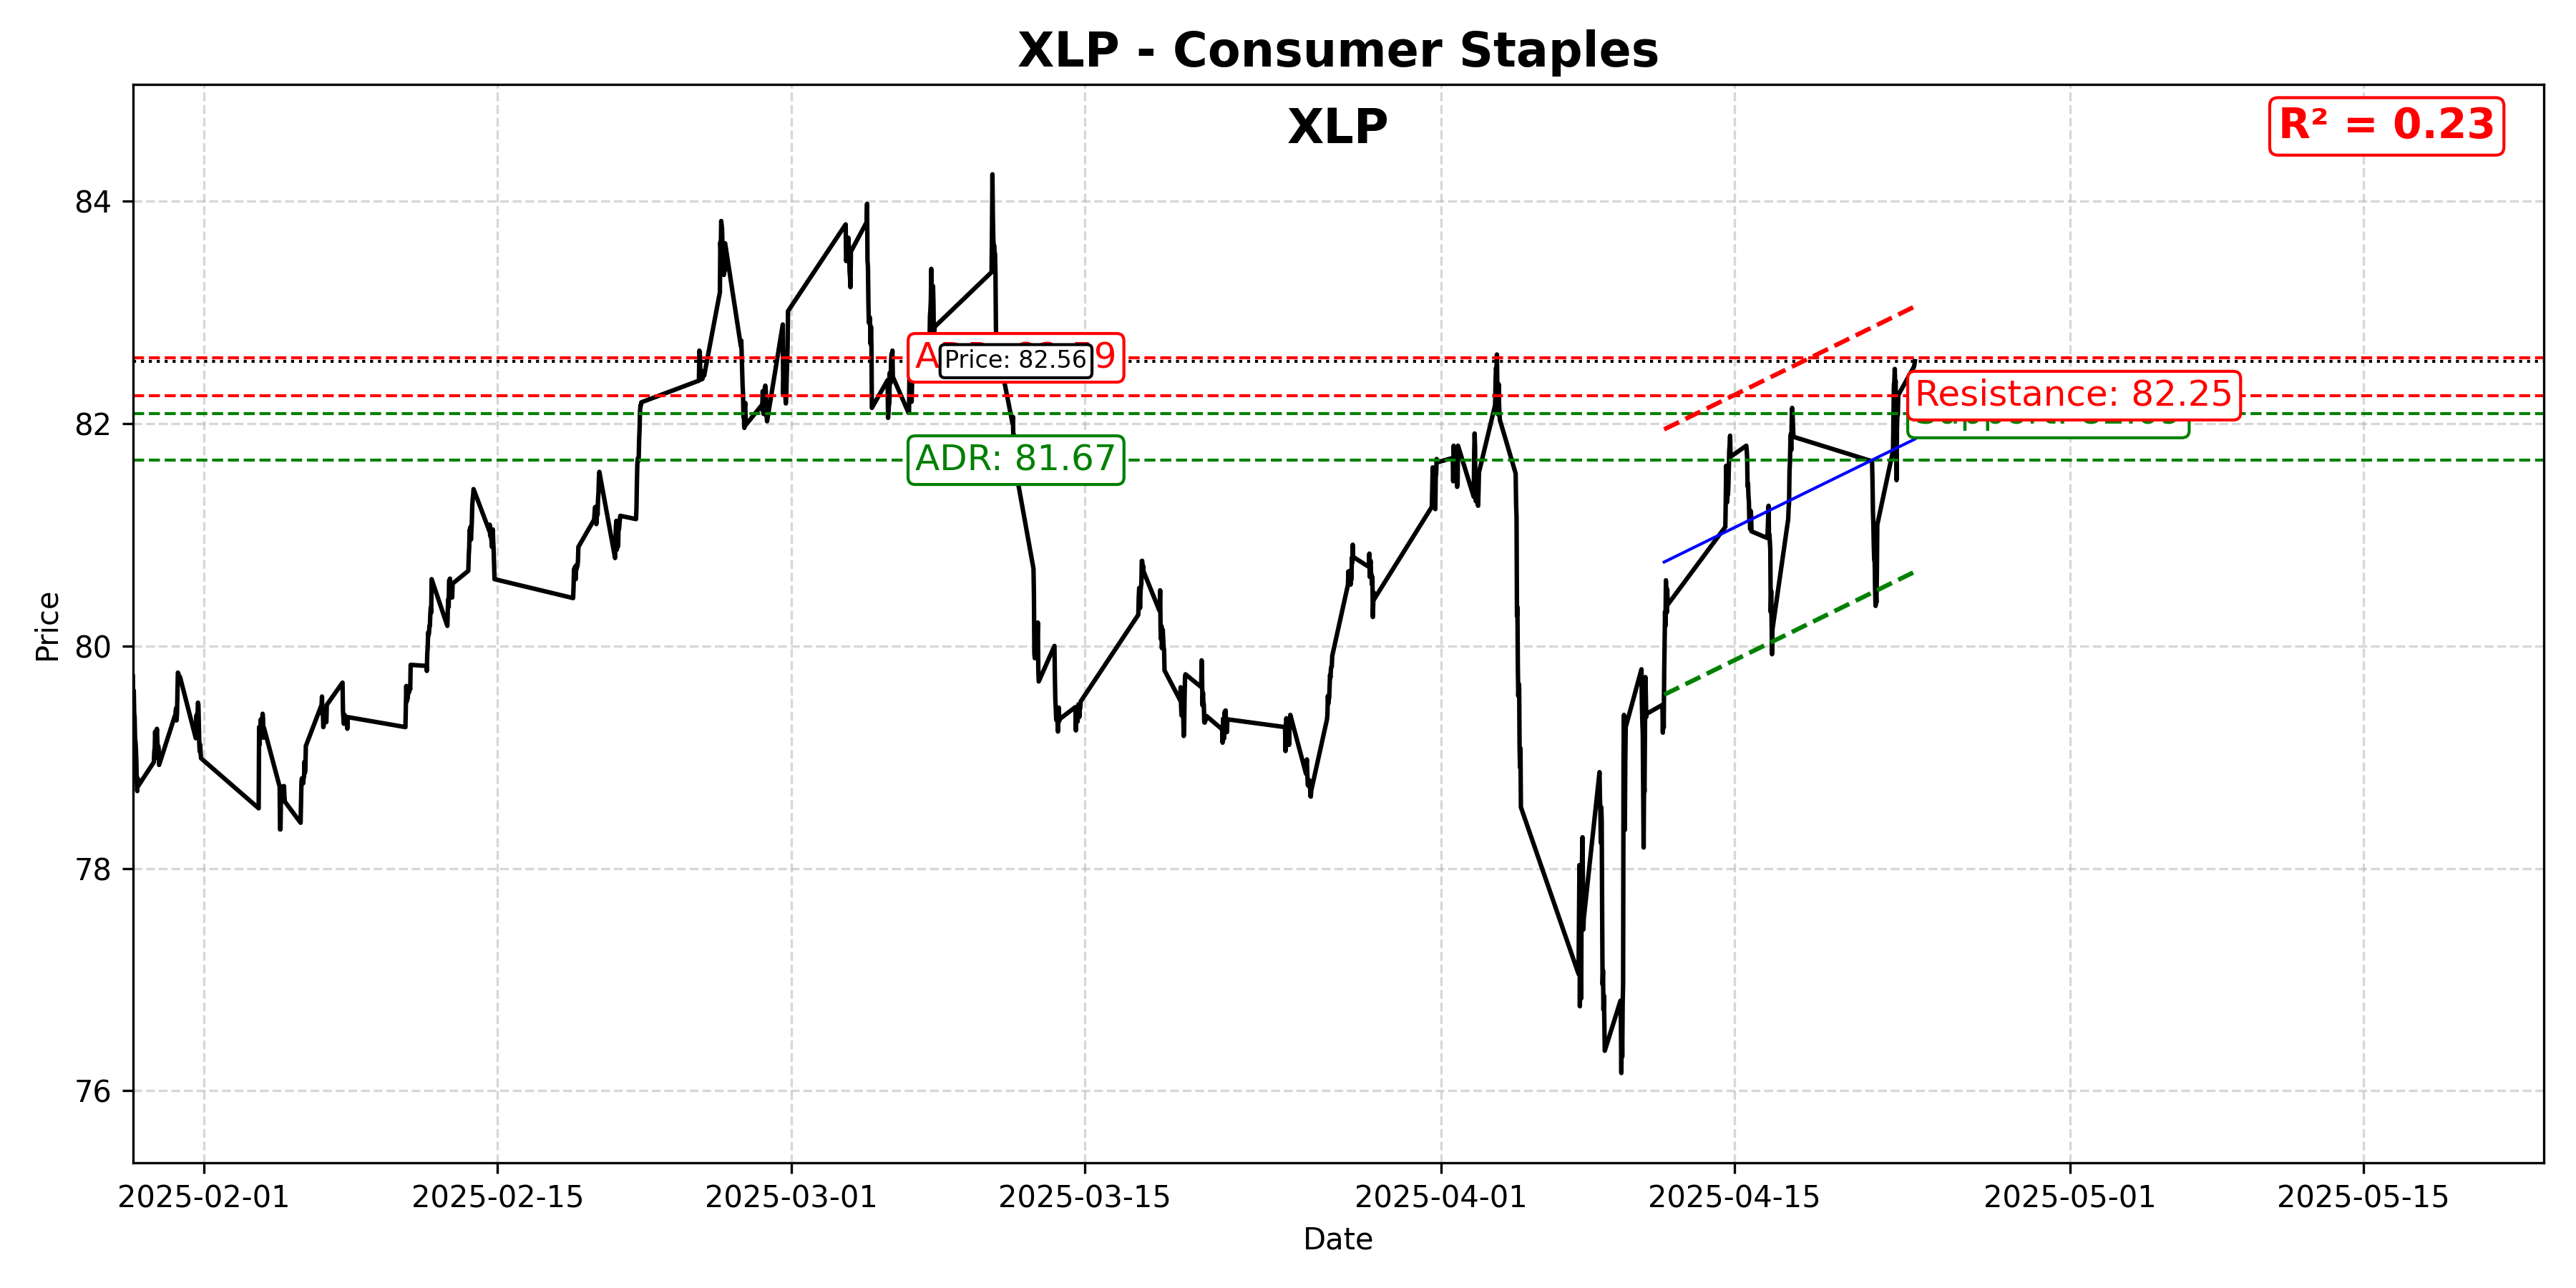 XLP - Consumer Staples
XLP
R² = 0.23
84
82
80
78
76
Price
Price: 82.56
ADR: 81.67
Resistance: 82.25
2025-02-01
2025-02-15
2025-03-01
2025-03-15
2025-04-01
2025-04-15
2025-05-01
2025-05-15
Date